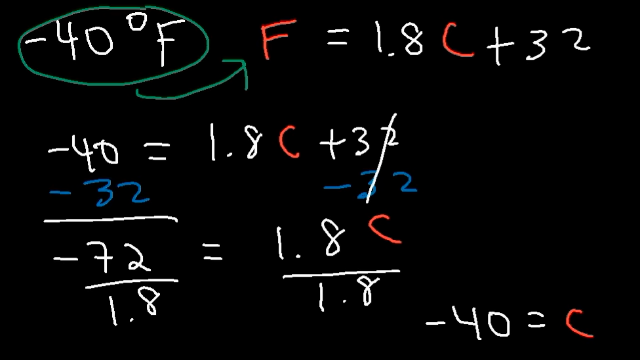 -40°F F = 1.8 C + 32
-40 = 1.8 C + 32
-32 -32
-72 = 1.8 C
1.8 1.8
-40 = C